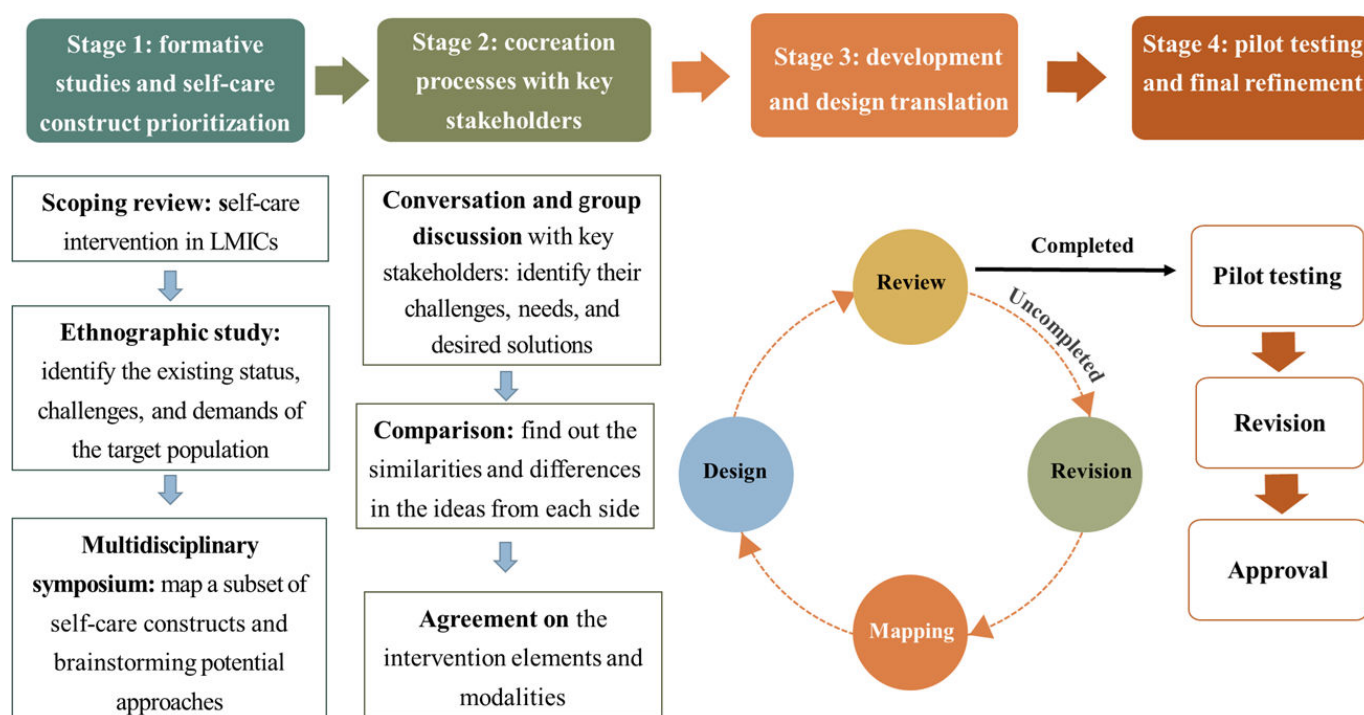 Stage 1: formative
studies and self-care
construct prioritization
Stage 2: cocreation
processes with key
stakeholders
Stage 3: development
and design translation
Stage 4: pilot testing
and final refinement
Scoping review: self-care
intervention in LMICs
Ethnographic study:
identify the existing status,
challenges, and demands of
the target population
Multidisciplinary
symposium: map a subset of
self-care constructs and
brainstorming potential
approaches
Conversation and group
discussion with key
stakeholders: identify their
challenges, needs, and
desired solutions
Comparison: find out the
similarities and differences
in the ideas from each side
Agreement on the
intervention elements and
modalities
Review
Completed
Uncompleted
Design
Revision
Mapping
Pilot testing
Revision
Approval